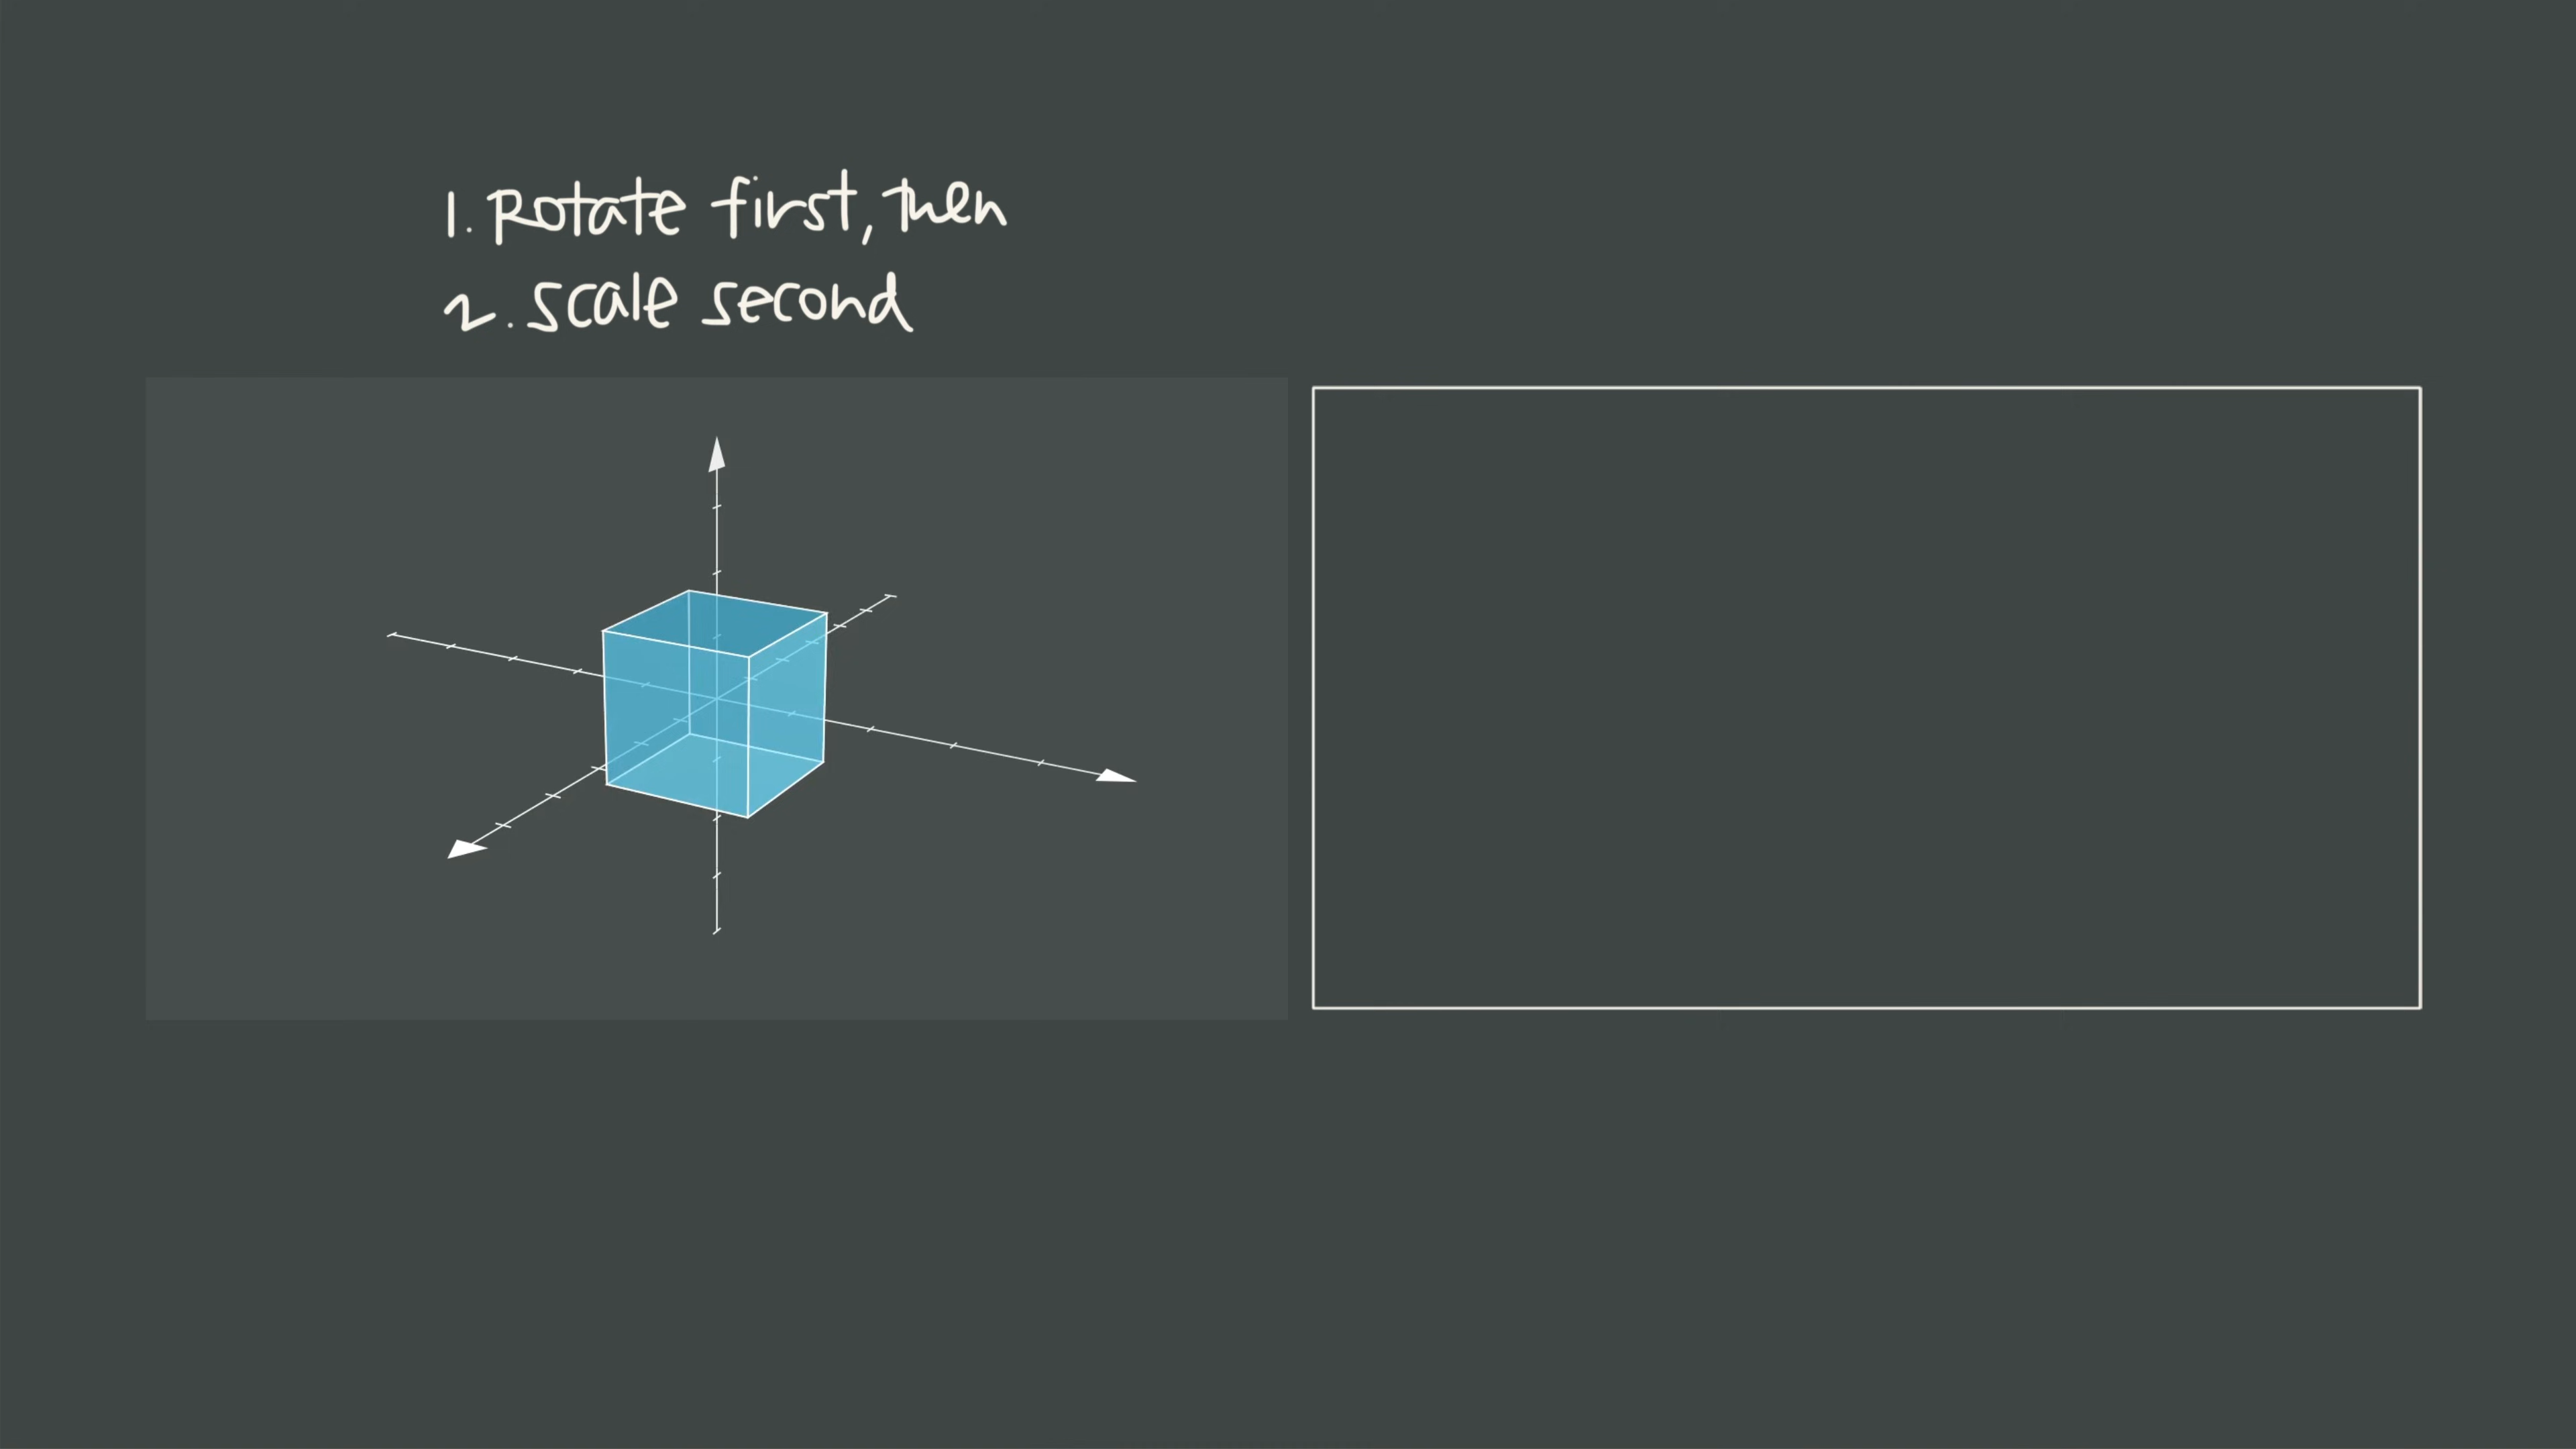 1. Rotate first, then
2. scale second